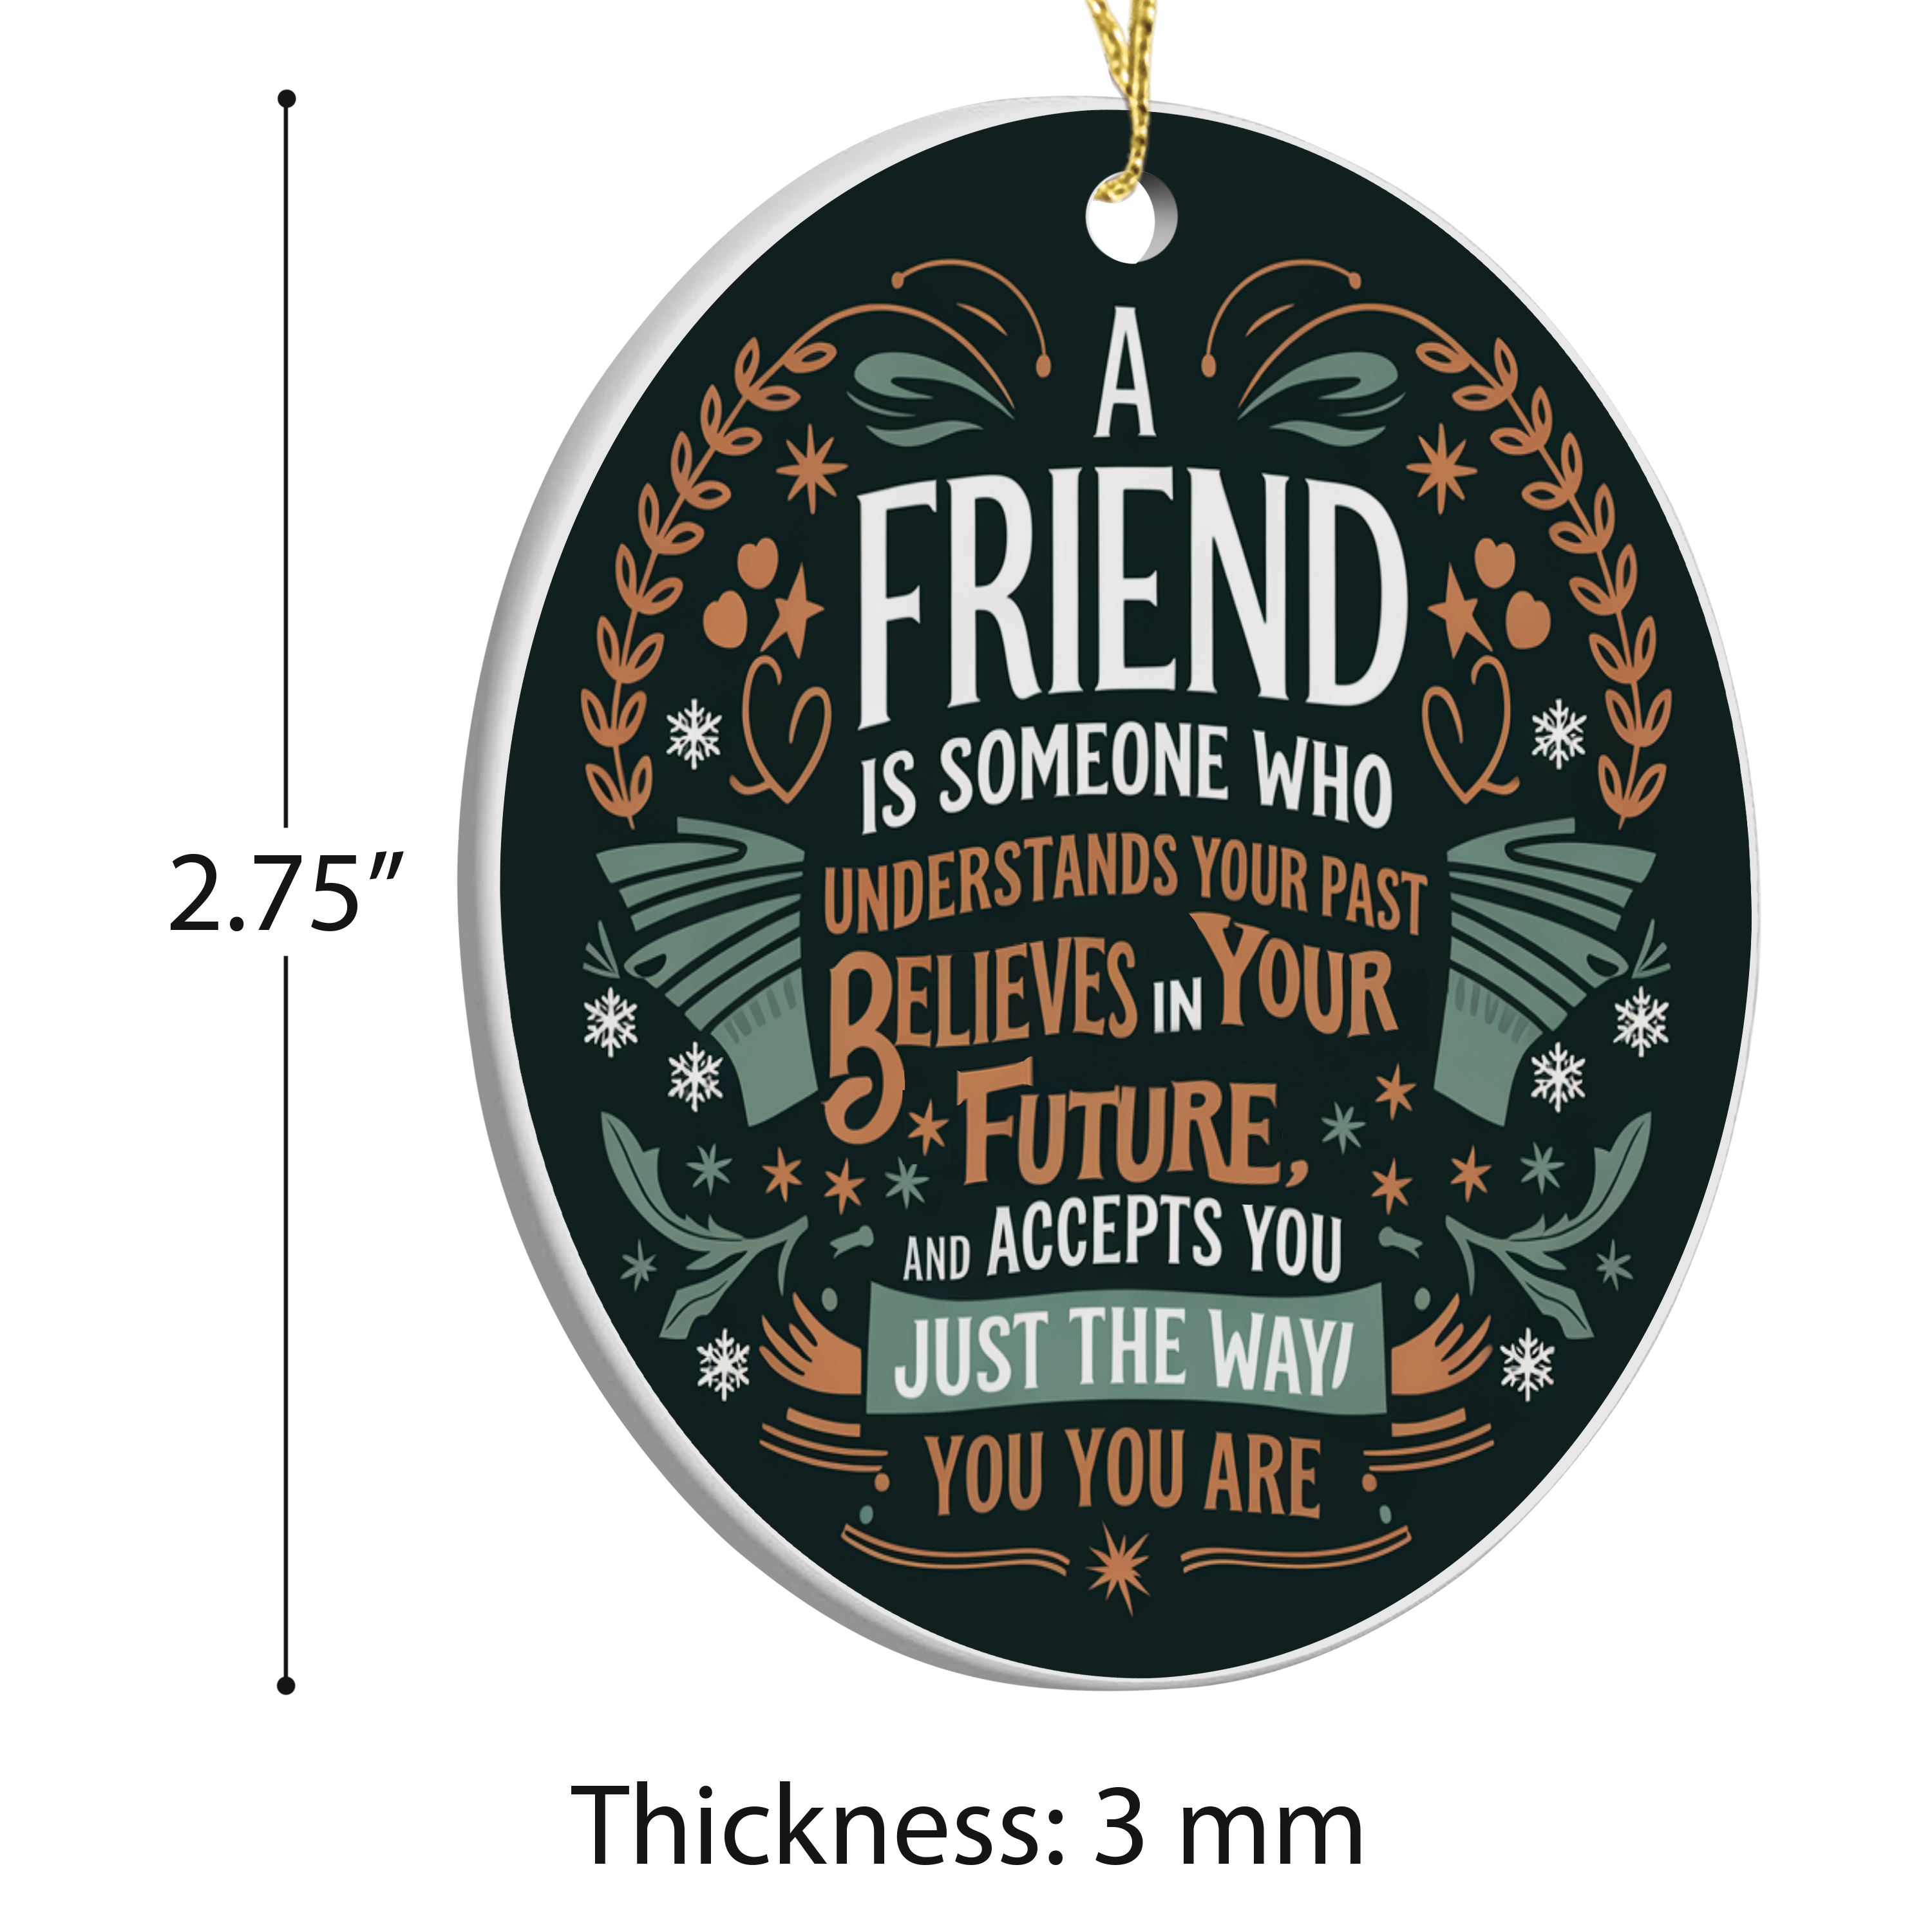 A
FRIEND
IS SOMEONE WHO
UNDERSTANDS YOUR PAST
BELIEVES IN YOUR
FUTURE,
AND ACCEPTS YOU
JUST THE WAY/
YOU YOU ARE
2.75"
Thickness: 3 mm